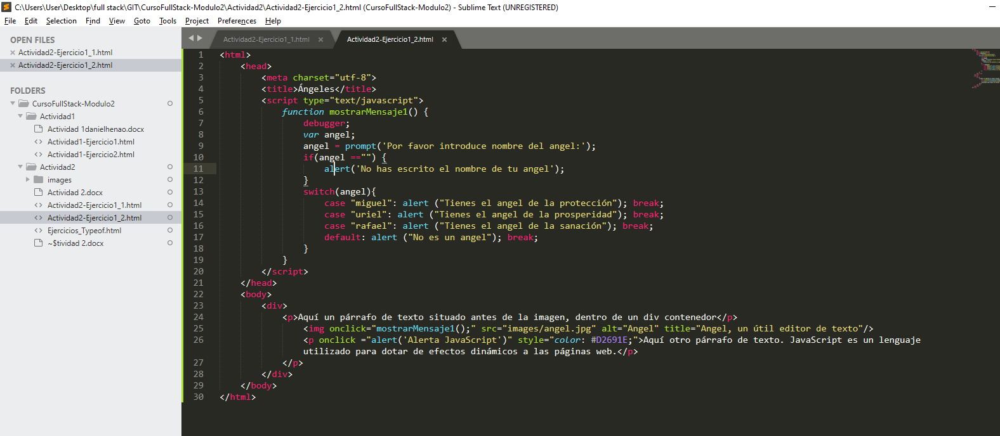 C:\Users\User\Desktop\full stack\GIT\CursoFullStack-Modulo2\Actividad2\Actividad2-Ejercicio1_2.html (CursoFullStack-Modulo2) - Sublime Text (UNREGISTERED)
File Edit Selection Find View Goto Tools Project Preferences Help
OPEN FILES
Actividad2-Ejercicio1_1.html
Actividad2-Ejercicio1_2.html
FOLDERS
CursoFullStack-Modulo2
Actividad1
Actividad 1danielhenao.docx
Actividad1-Ejercicio1.html
Actividad1-Ejercicio2.html
Actividad2
images
Actividad 2.docx
Actividad2-Ejercicio1_1.html
Actividad2-Ejercicio1_2.html
Ejercicios_Typeof.html
~$tividad 2.docx
Actividad2-Ejercicio1_1.html Actividad2-Ejercicio1_2.html
1 <html>
2 <head>
3 <meta charset="utf-8">
4 <title>Ángeles</title>
5 <script type="text/javascript">
6 function mostrarMensaje1() {
7 debugger;
8 var angel;
9 angel = prompt('Por favor introduce nombre del angel:');
10 if(angel =="") {
11 alert('No has escrito el nombre de tu angel');
12 }
13 switch(angel){
14 case "miguel": alert ("Tienes el angel de la protección"); break;
15 case "uriel": alert ("Tienes el angel de la prosperidad"); break;
16 case "rafael": alert ("Tienes el angel de la sanación"); break;
17 default: alert ("No es un angel"); break;
18 }
19 }
20 </script>
21 </head>
22 <body>
23 <div>
24 <p>Aquí un párrafo de texto situado antes de la imagen, dentro de un div contenedor</p>
25 <img onclick="mostrarMensaje1();" src="images/angel.jpg" alt="Angel" title="Angel, un útil editor de texto"/>
26 <p onclick ="alert('Alerta JavaScript')" style="color: #D2691E;">Aquí otro párrafo de texto. JavaScript es un lenguaje
utilizado para dotar de efectos dinámicos a las páginas web.</p>
27 </p>
28 </div>
29 </body>
30 </html>